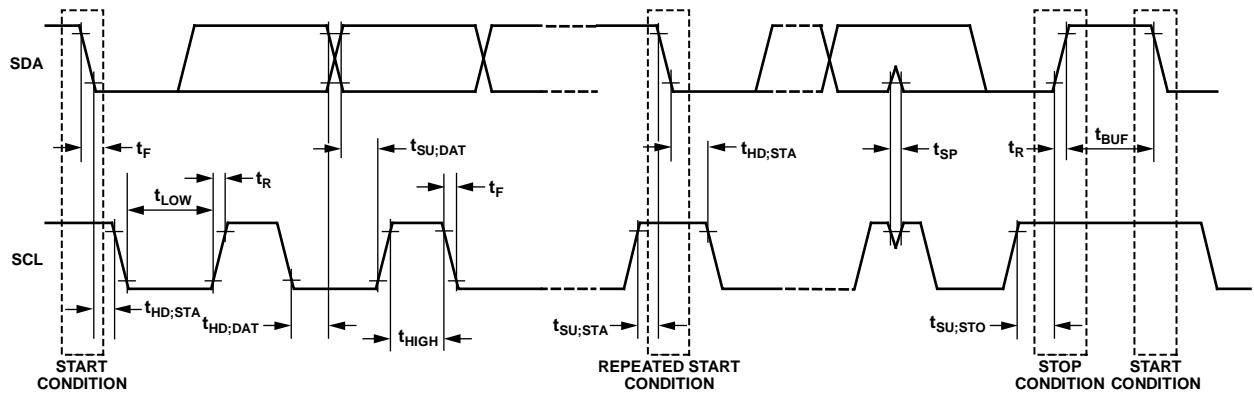 SDA
tF
tSU;DAT
tHD;STA
tSP
tR
tBUF
tLOW
tR
tF
SCL
tHD;STA
tHD;DAT
tHIGH
tSU;STA
tSU;STO
START
CONDITION
REPEATED START
CONDITION
STOP
CONDITION
START
CONDITION